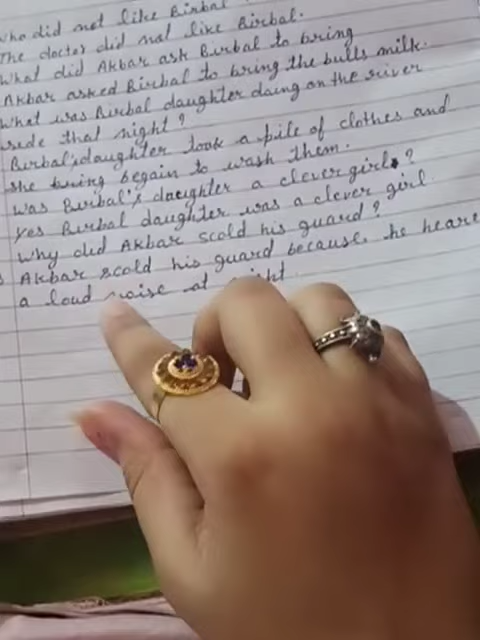 who did not like Birbal
The doctor did not like Birbal.
What did Akbar ask Birbal to bring
Akbar asked Birbal to bring the bulls milk.
What was Birbal daughter doing on the river
side that night?
Birbal,s daughter took a pile of clothes and
she bring begain to wash them.
was Birbal's daughter a clever girl?
Yes Birbal daughter was a clever girl
Why did Akbar scold his guard?
Akbar scold his guard because he heare
a loud noise at night